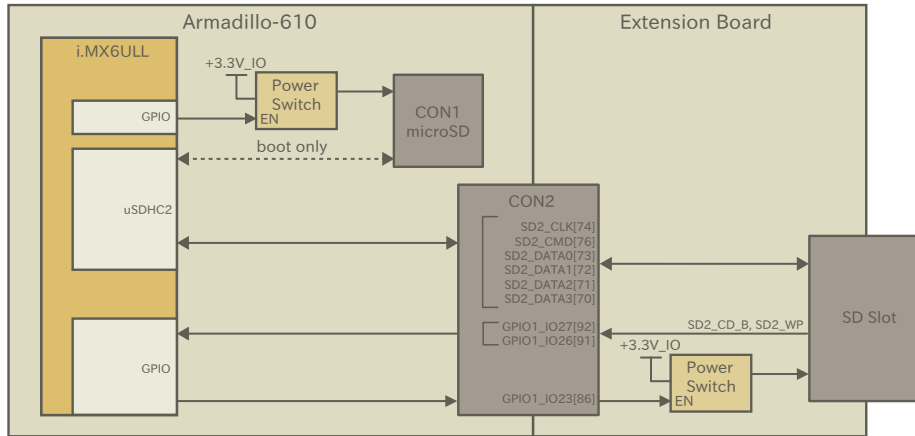 Armadillo-610
Extension Board
i.MX6ULL
+3.3V_IO
Power
Switch
EN
GPIO
CON1
microSD
boot only
uSDHC2
CON2
SD2_CLK[74]
SD2_CMD[76]
SD2_DATA0[73]
SD2_DATA1[72]
SD2_DATA2[71]
SD2_DATA3[70]
GPIO1_IO27[92]
GPIO1_IO26[91]
SD2_CD_B, SD2_WP
SD Slot
+3.3V_IO
Power
Switch
EN
GPIO
GPIO1_IO23[86]